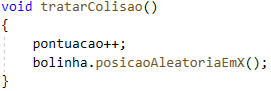 void tratarColisao()
{
    pontuacao++;
    bolinha.posicaoAleatoriaEmX();
}